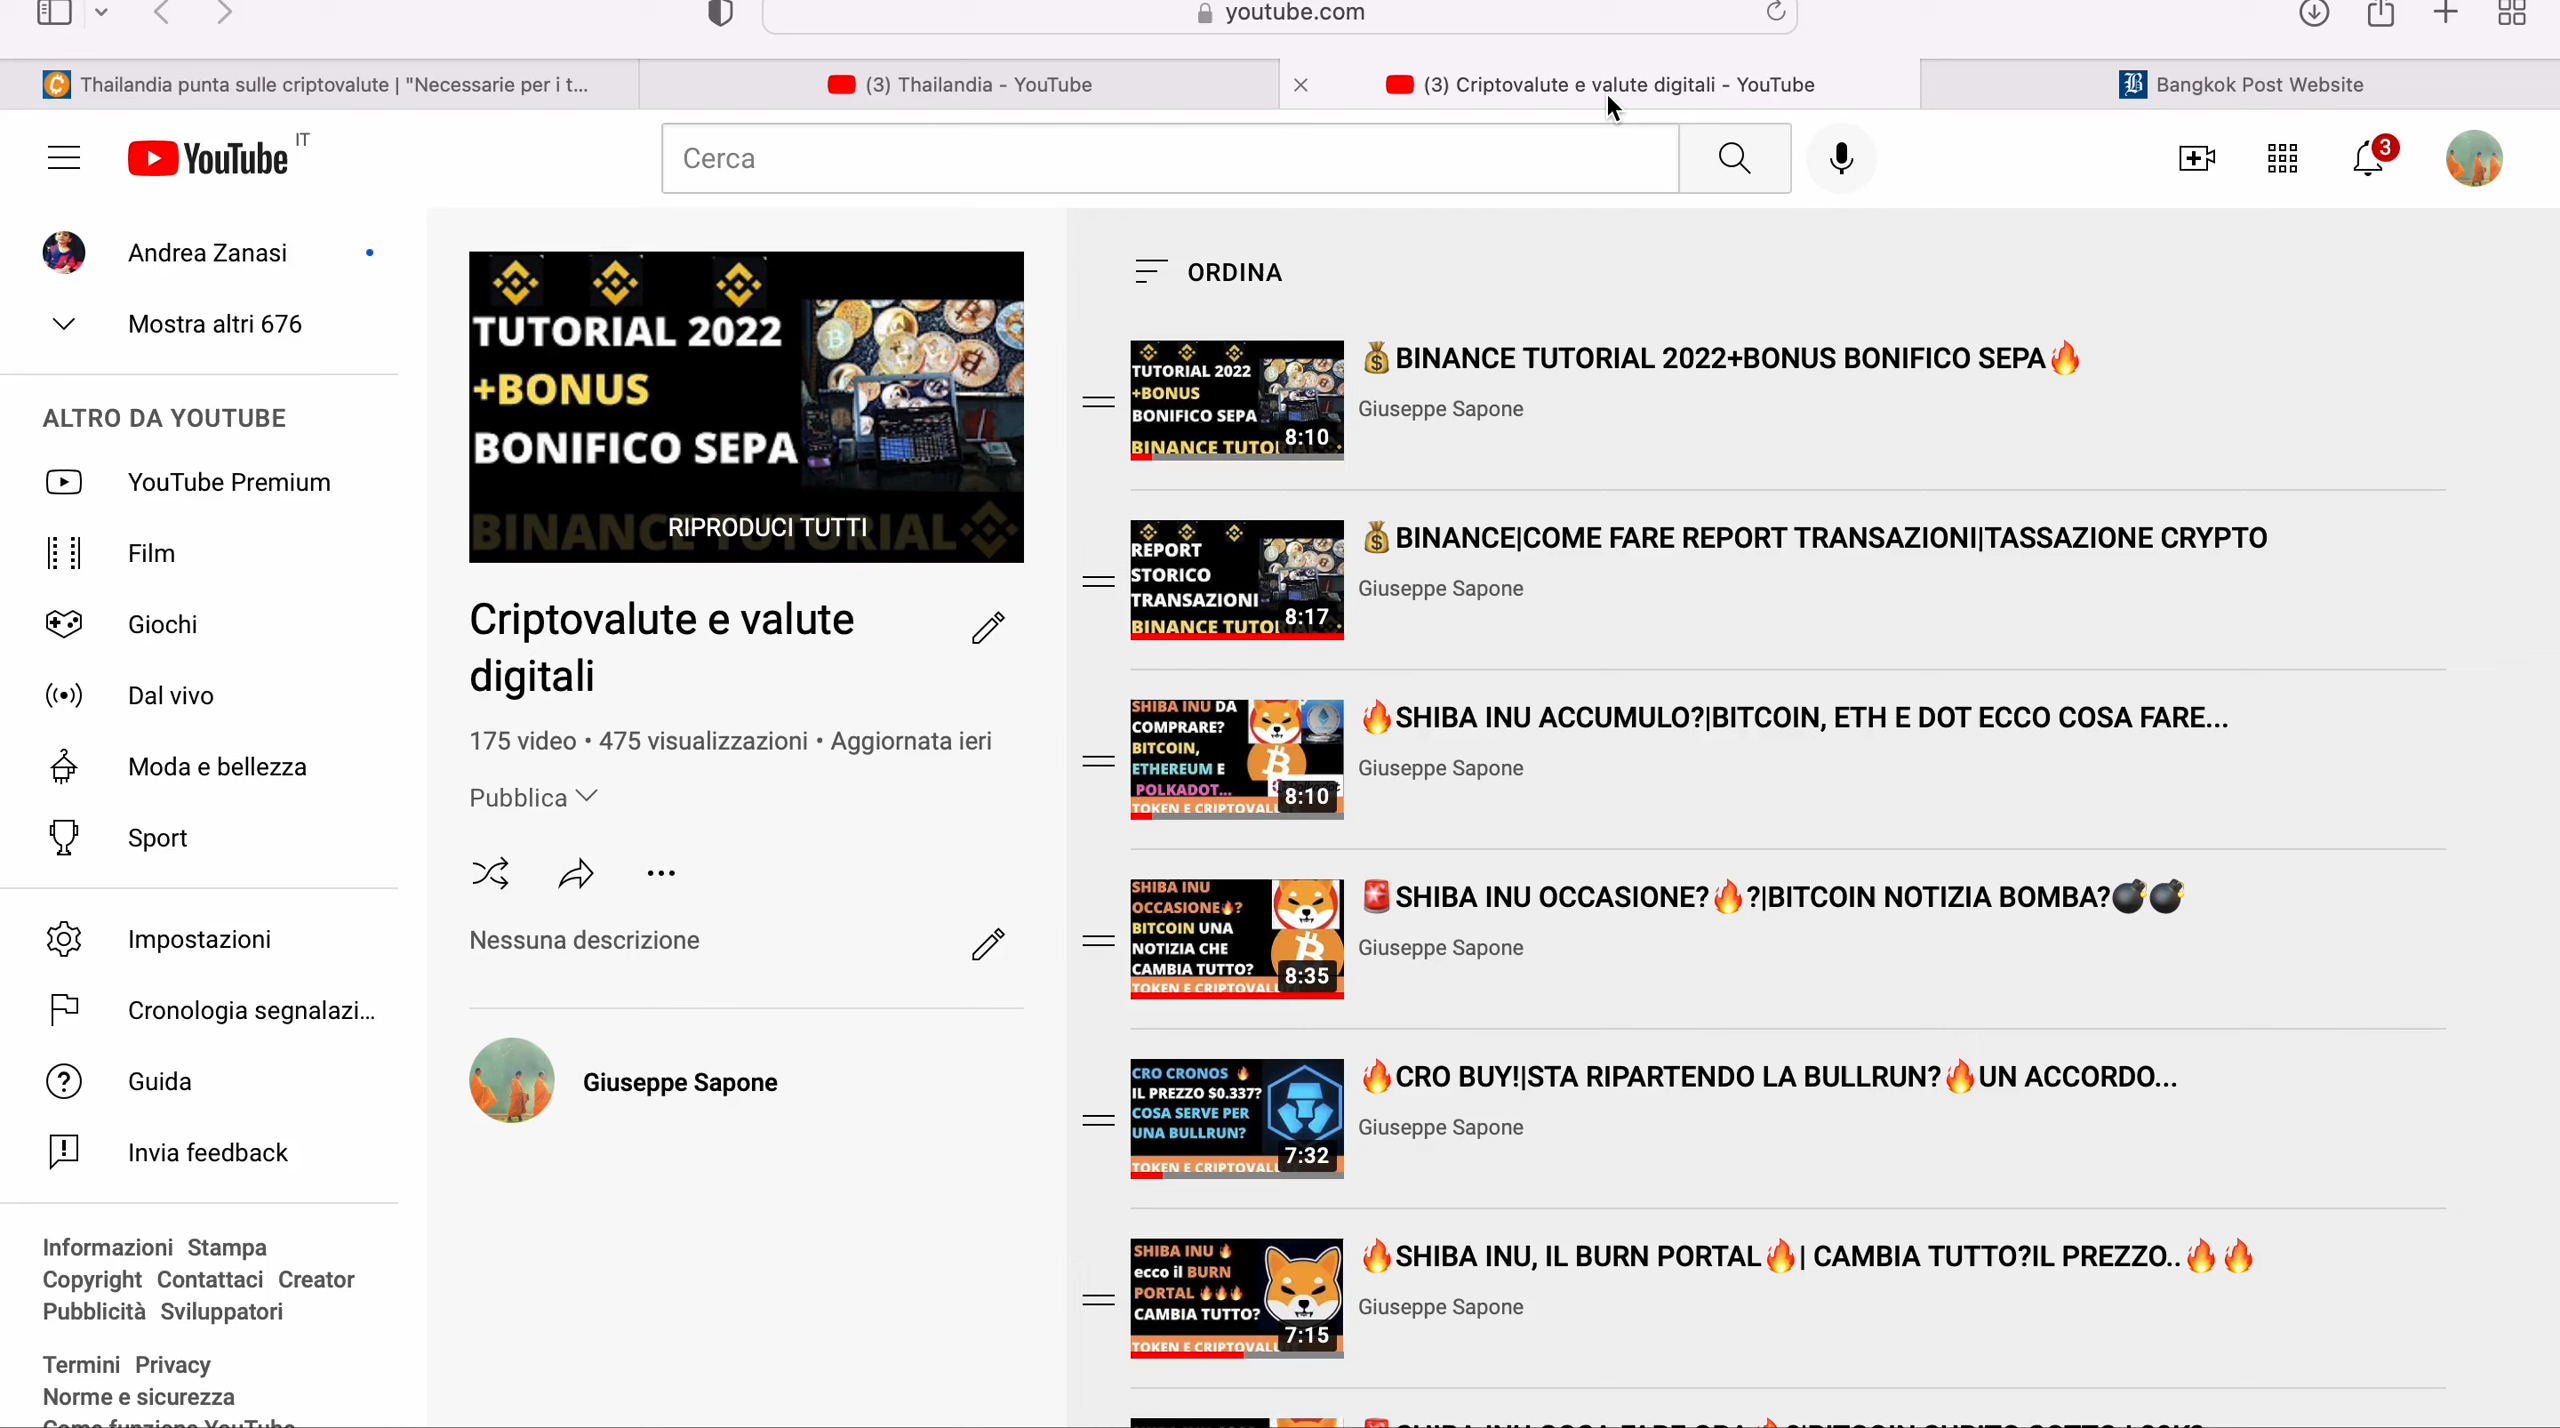 youtube.com
Thailandia punta sulle criptovalute | "Necessarie per i t...
(3) Thailandia - YouTube
(3) Criptovalute e valute digitali - YouTube
Bangkok Post Website
YouTube IT
Cerca
3
Andrea Zanasi
Mostra altri 676
ALTRO DA YOUTUBE
YouTube Premium
Film
Giochi
Dal vivo
Moda e bellezza
Sport
Impostazioni
Cronologia segnalazi...
Guida
Invia feedback
Informazioni Stampa
Copyright Contattaci Creator
Pubblicità Sviluppatori
Termini Privacy
Norme e sicurezza
Come funziona YouTube
TUTORIAL 2022
+BONUS
BONIFICO SEPA
BINANCE TUTORIAL
RIPRODUCI TUTTI
Criptovalute e valute
digitali
175 video • 475 visualizzazioni • Aggiornata ieri
Pubblica
Nessuna descrizione
Giuseppe Sapone
ORDINA
TUTORIAL 2022
+BONUS
BONIFICO SEPA
BINANCE TUTO
8:10
💰BINANCE TUTORIAL 2022+BONUS BONIFICO SEPA🔥
Giuseppe Sapone
REPORT
STORICO
TRANSAZIONI
BINANCE TUTO
8:17
💰BINANCE|COME FARE REPORT TRANSAZIONI|TASSAZIONE CRYPTO
Giuseppe Sapone
SHIBA INU DA
COMPRARE?
BITCOIN,
ETHEREUM E
POLKADOT...
TOKEN E CRIPTOVALU
8:10
🔥SHIBA INU ACCUMULO?|BITCOIN, ETH E DOT ECCO COSA FARE...
Giuseppe Sapone
SHIBA INU
OCCASIONE🔥?
BITCOIN UNA
NOTIZIA CHE
CAMBIA TUTTO?
TOKEN E CRIPTOVALU
8:35
🚨SHIBA INU OCCASIONE?🔥?|BITCOIN NOTIZIA BOMBA?💣💣
Giuseppe Sapone
CRO CRONOS 🔥
IL PREZZO $0.337?
COSA SERVE PER
UNA BULLRUN?
TOKEN E CRIPTOVALU
7:32
🔥CRO BUY!|STA RIPARTENDO LA BULLRUN?🔥UN ACCORDO...
Giuseppe Sapone
SHIBA INU 🔥
ecco il BURN
PORTAL 🔥🔥🔥
CAMBIA TUTTO?
TOKEN E CRIPTOVALU
7:15
🔥SHIBA INU, IL BURN PORTAL🔥| CAMBIA TUTTO?IL PREZZO..🔥🔥
Giuseppe Sapone